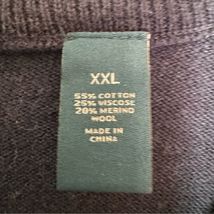 XXL
55% COTTON
25% VISCOSE
20% MERINO
WOOL
MADE IN
CHINA